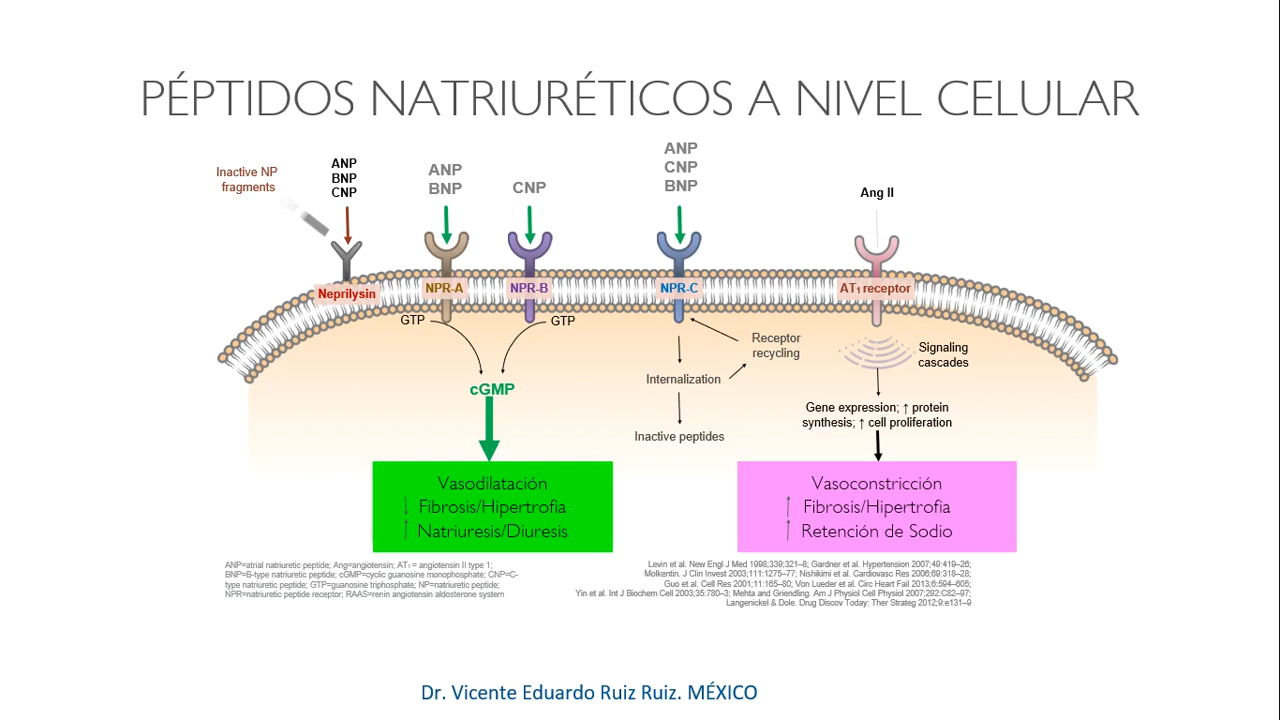 PÉPTIDOS NATRIURÉTICOS A NIVEL CELULAR
Inactive NP
fragments
ANP
BNP
CNP
ANP
BNP
CNP
ANP
CNP
BNP
Ang II
Neprilysin
NPR-A
NPR-B
NPR-C
AT₁ receptor
GTP
GTP
cGMP
Receptor
recycling
Internalization
Inactive peptides
Signaling
cascades
Gene expression; ↑ protein
synthesis; ↑ cell proliferation
Vasodilatación
↓ Fibrosis/Hipertrofia
↑ Natriuresis/Diuresis
Vasoconstricción
↑ Fibrosis/Hipertrofia
↑ Retención de Sodio
ANP=atrial natriuretic peptide; Ang=angiotensin; AT₁ = angiotensin II type 1;
BNP=B-type natriuretic peptide; cGMP=cyclic guanosine monophosphate; CNP=C-
type natriuretic peptide; GTP=guanosine triphosphate; NP=natriuretic peptide;
NPR=natriuretic peptide receptor; RAAS=renin angiotensin aldosterone system
Levin et al. New Engl J Med 1998;339;321–8; Gardner et al. Hypertension 2007;49:419–26;
Molkentin. J Clin Invest 2003;111:1275–77; Nishikimi et al. Cardiovasc Res 2006;69:318–28;
Guo et al. Cell Res 2001;11:165–80; Von Lueder et al. Circ Heart Fail 2013;6:594–605;
Yin et al. Int J Biochem Cell 2003;35:780–3; Mehta and Griendling. Am J Physiol Cell Physiol 2007;292:C82–97;
Langenickel & Dole. Drug Discov Today: Ther Strateg 2012;9:e131–9
Dr. Vicente Eduardo Ruiz Ruiz. MÉXICO